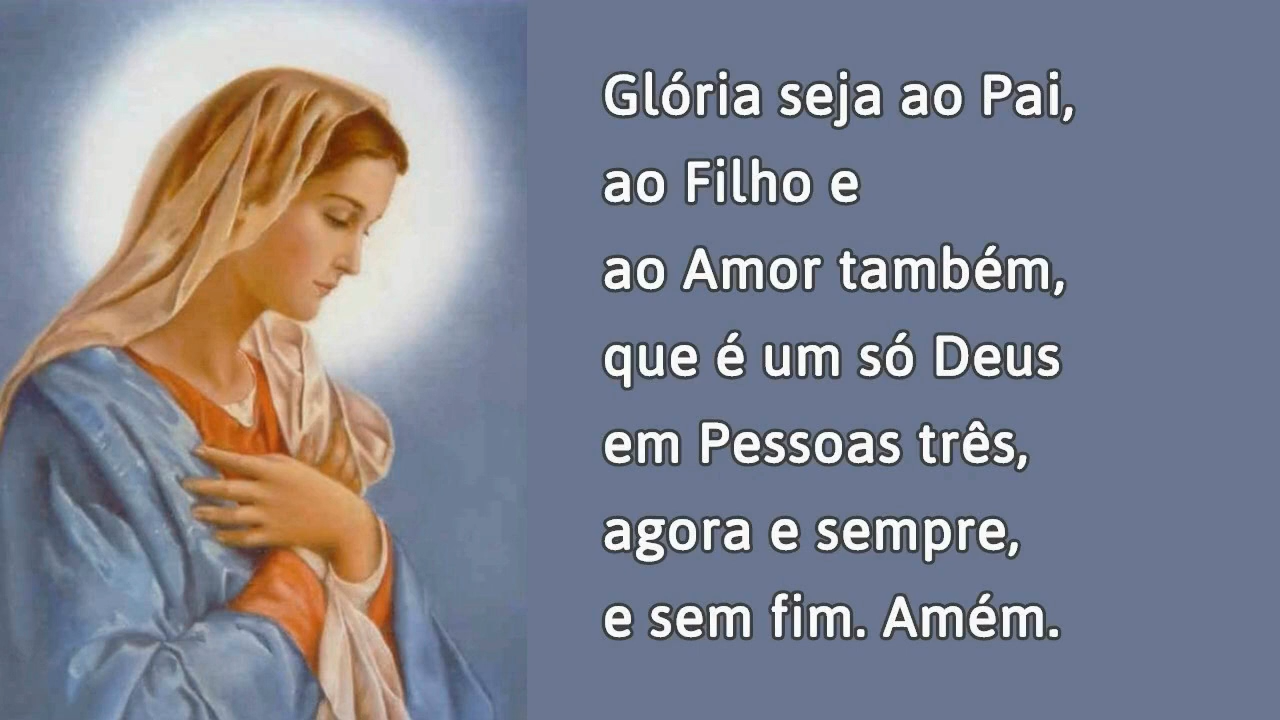 Glória seja ao Pai,
ao Filho e
ao Amor também,
que é um só Deus
em Pessoas três,
agora e sempre,
e sem fim. Amém.